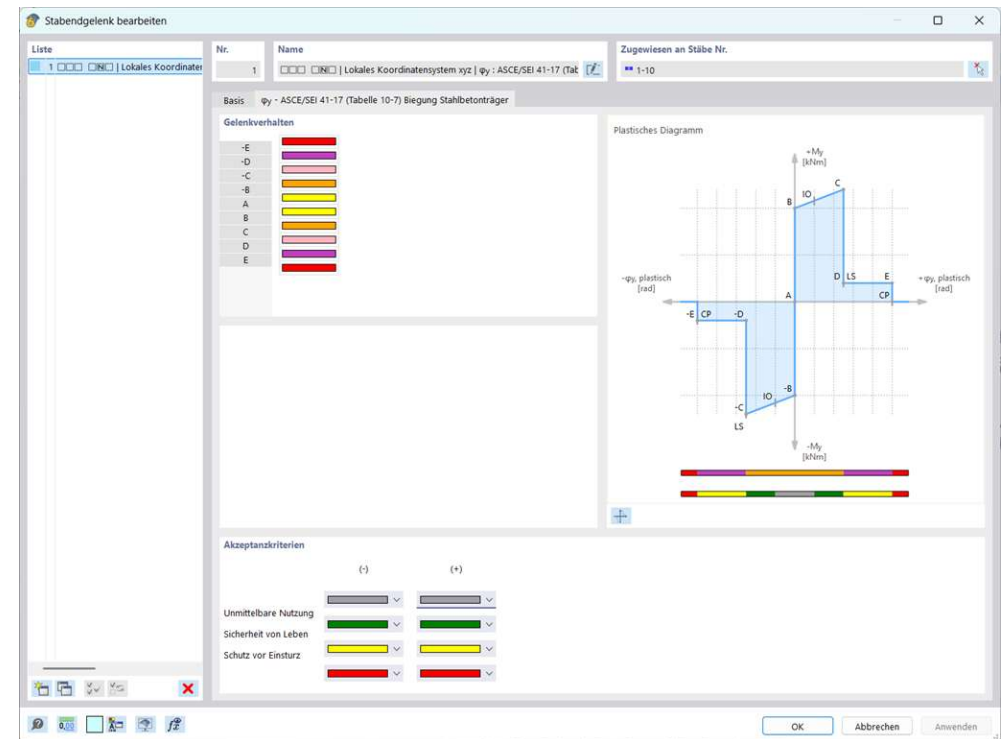 Stabendgelenk bearbeiten
Liste
1 | Lokales Koordinater
Nr.
1
Name
N | Lokales Koordinatensystem xyz | φy : ASCE/SEI 41-17 (Tab
Zugewiesen an Stäbe Nr.
1-10
Basis
φy - ASCE/SEI 41-17 (Tabelle 10-7) Biegung Stahlbetonträger
Gelenkverhalten
-E
-D
-C
-B
A
B
C
D
E
Plastisches Diagramm
+My
[kNm]
C
IO
B
-φy, plastisch
[rad]
D LS E
+φy, plastisch
[rad]
A
CP
-E CP -D
-B
IO
-C
LS
-My
[kNm]
Akzeptanzkriterien
(-) (+)
Unmittelbare Nutzung
Sicherheit von Leben
Schutz vor Einsturz
0,00
OK
Abbrechen
Anwenden